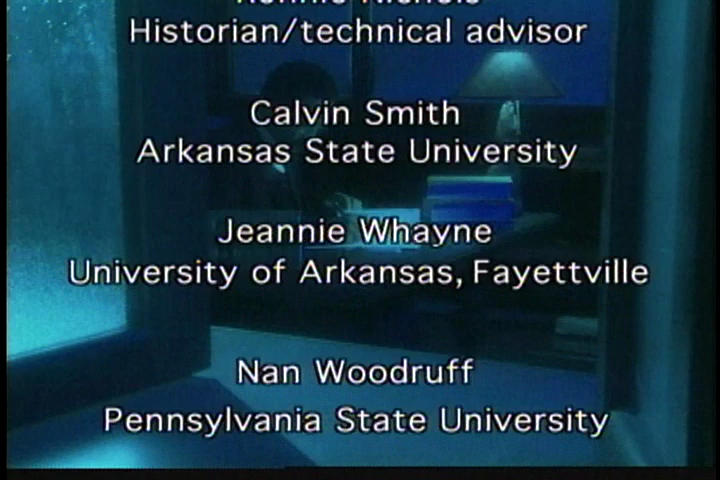 Historian/technical advisor
Calvin Smith
Arkansas State University
Jeannie Whayne
University of Arkansas, Fayettville
Nan Woodruff
Pennsylvania State University